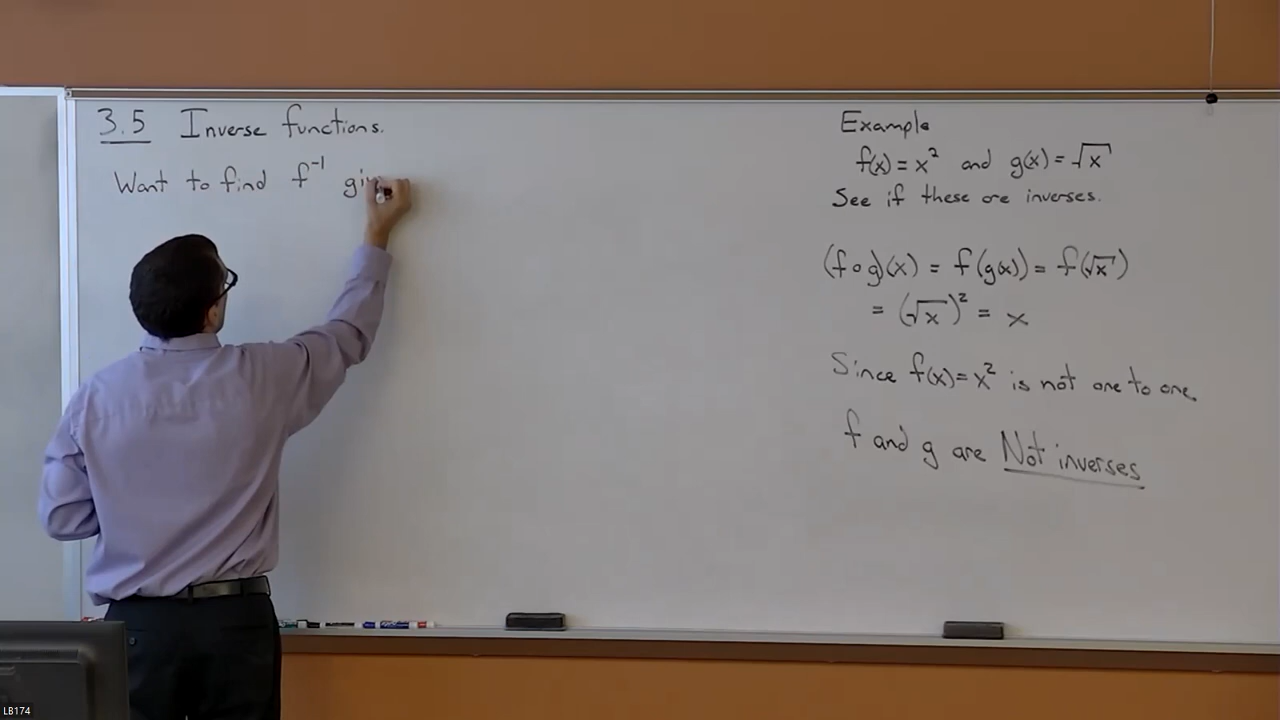 3.5 Inverse functions.
Want to find f⁻¹
Example
f(x) = x² and g(x) = √x
See if these are inverses.
(f∘g)(x) = f(g(x)) = f(√x)
= (√x)² = x
Since f(x)=x² is not one to one,
f and g are Not inverses
LB174